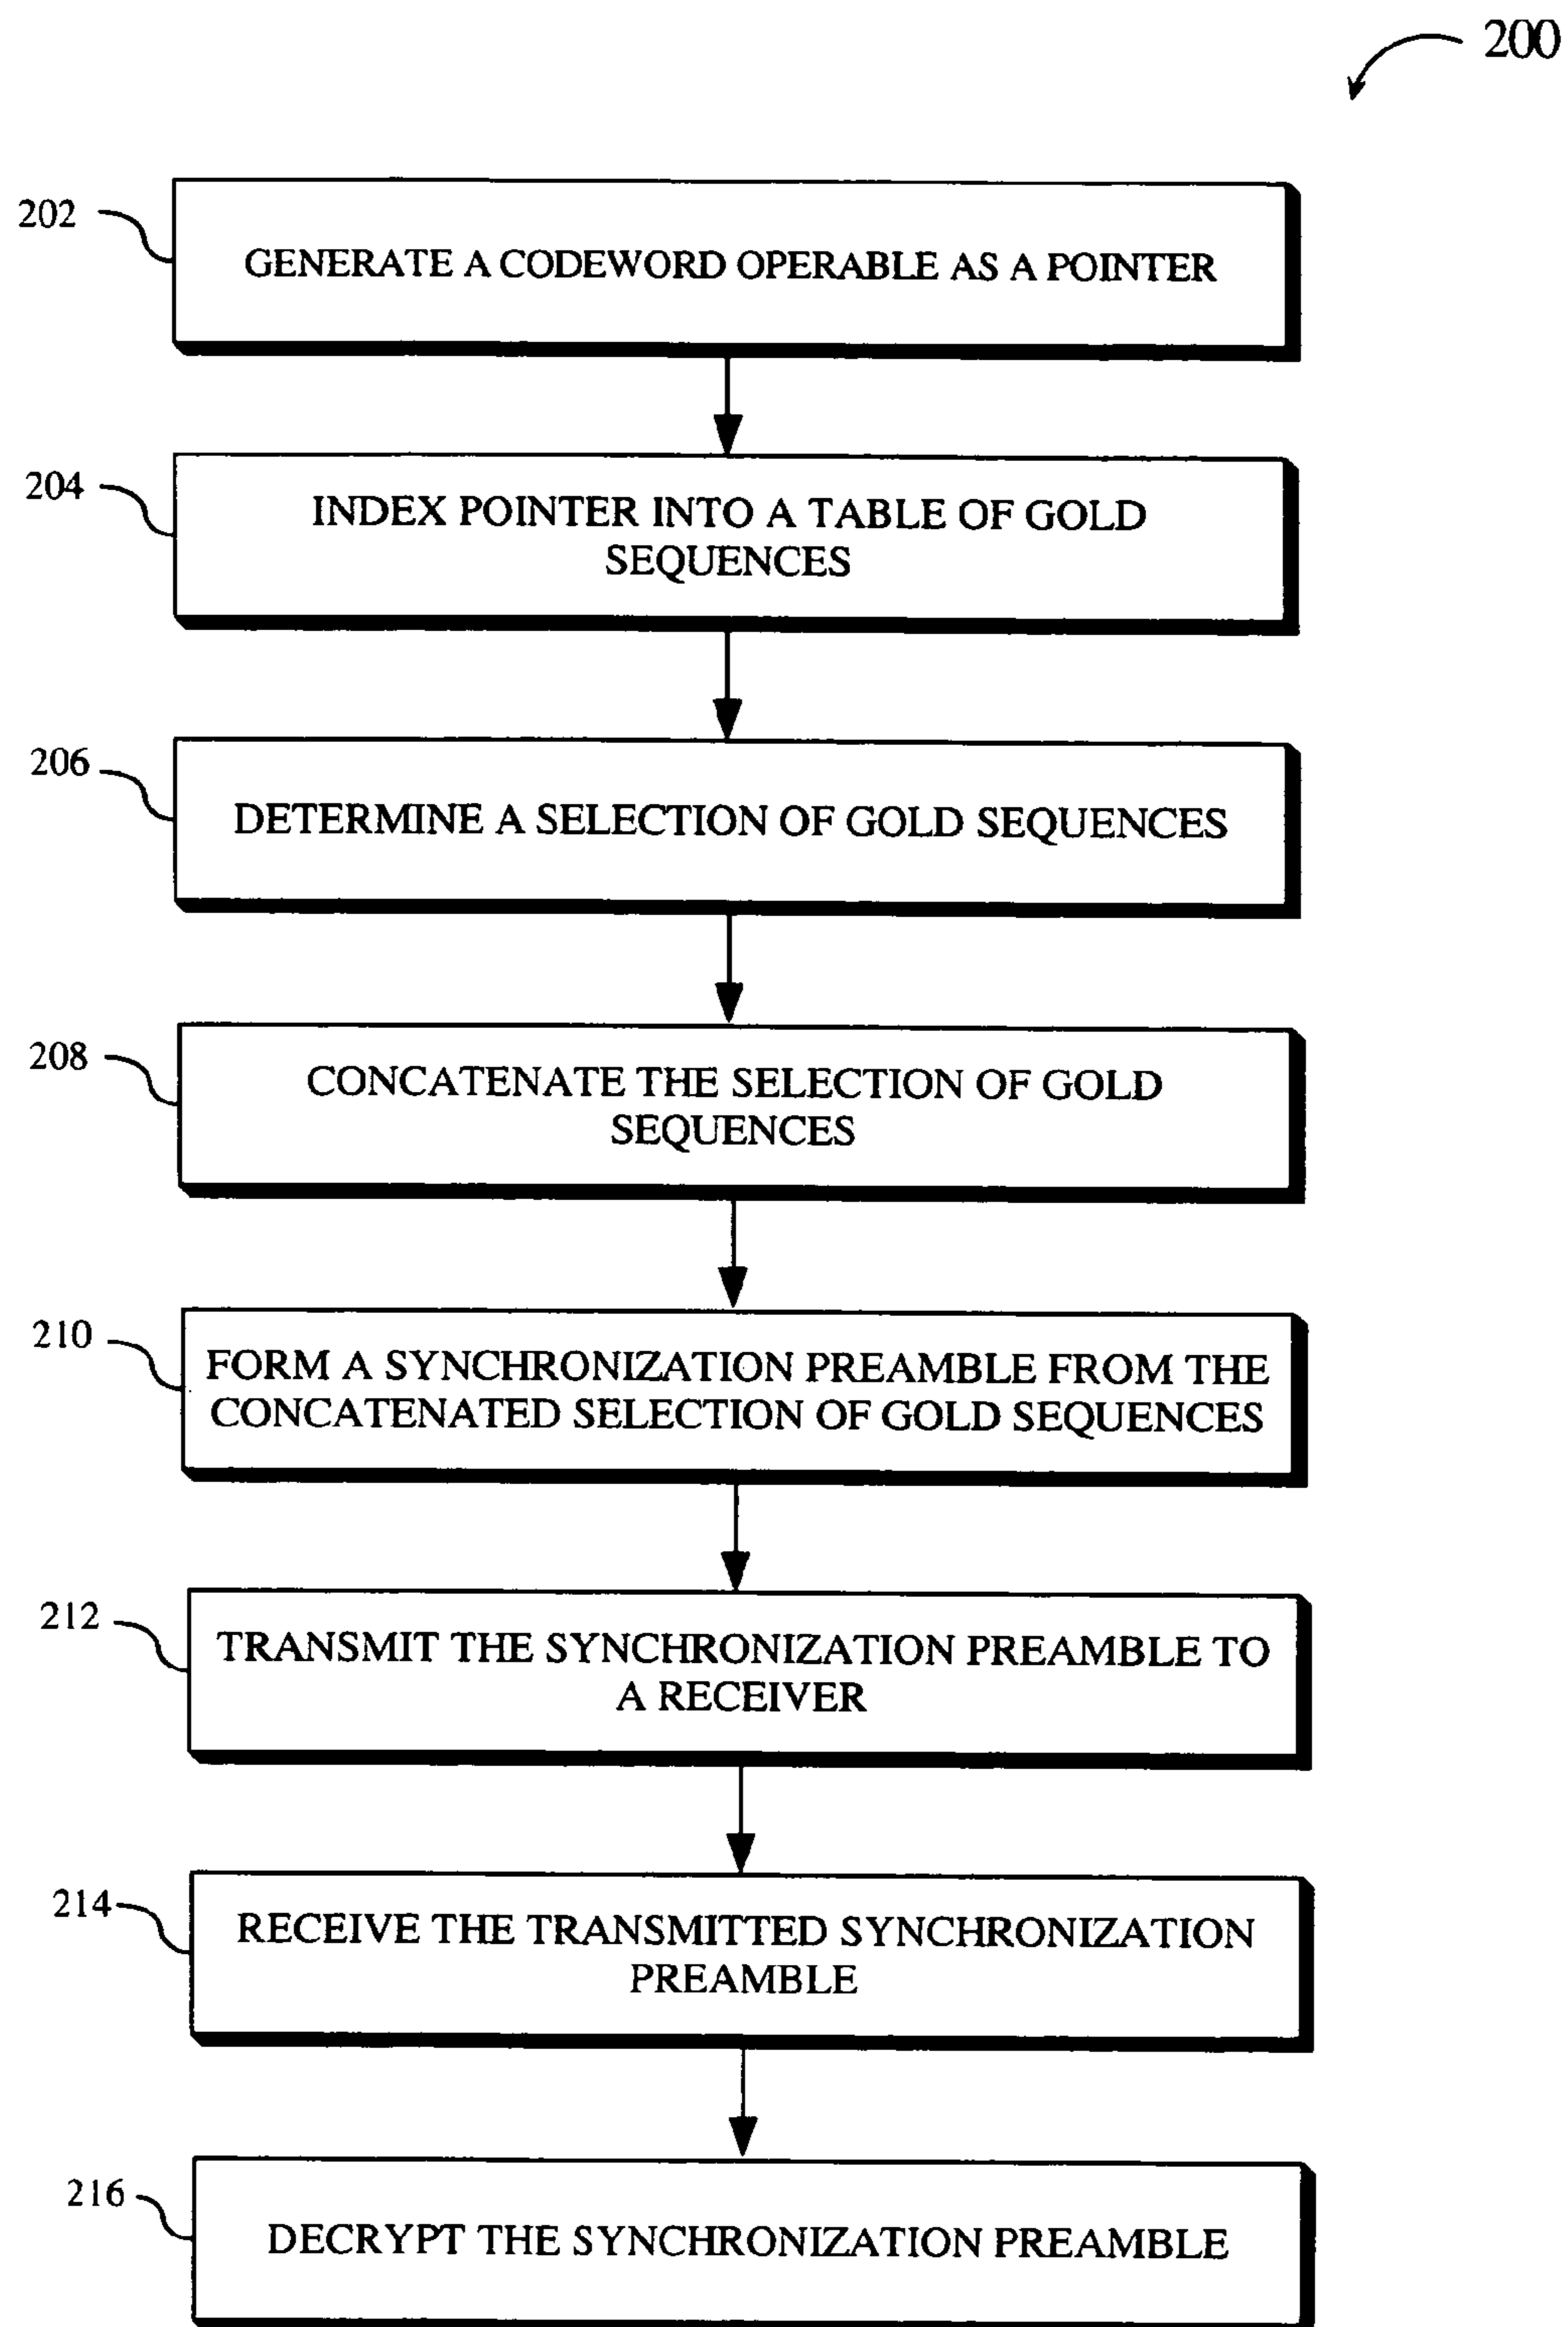 200
202
GENERATE A CODEWORD OPERABLE AS A POINTER
204
INDEX POINTER INTO A TABLE OF GOLD
SEQUENCES
206
DETERMINE A SELECTION OF GOLD SEQUENCES
208
CONCATENATE THE SELECTION OF GOLD
SEQUENCES
210
FORM A SYNCHRONIZATION PREAMBLE FROM THE
CONCATENATED SELECTION OF GOLD SEQUENCES
212
TRANSMIT THE SYNCHRONIZATION PREAMBLE TO
A RECEIVER
214
RECEIVE THE TRANSMITTED SYNCHRONIZATION
PREAMBLE
216
DECRYPT THE SYNCHRONIZATION PREAMBLE